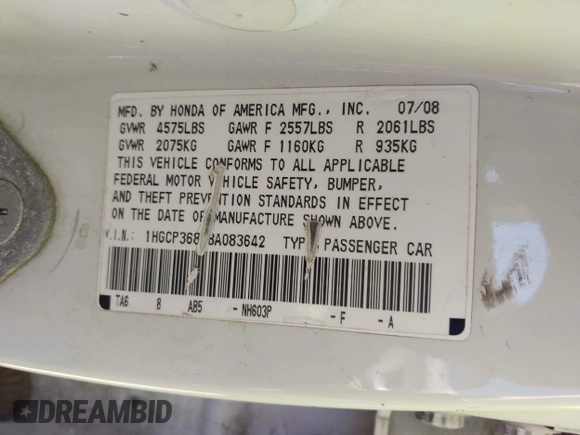 MFD. BY HONDA OF AMERICA MFG., INC. 07/08
GVWR 4575LBS GAWR F 2557LBS R 2061LBS
GVWR 2075KG GAWR F 1160KG R 935KG
THIS VEHICLE CONFORMS TO ALL APPLICABLE
FEDERAL MOTOR VEHICLE SAFETY, BUMPER,
AND THEFT PREVENTION STANDARDS IN EFFECT
ON THE DATE OF MANUFACTURE SHOWN ABOVE.
V.I.N.: TYPE: PASSENGER CAR
TA6 8 AB5 -NH603P -F -A
DREAMBID